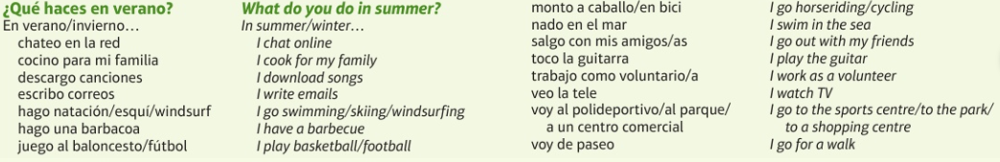 ¿Qué haces en verano? What do you do in summer?
En verano/invierno… In summer/winter…
chateo en la red I chat online
cocino para mi familia I cook for my family
descargo canciones I download songs
escribo correos I write emails
hago natación/esquí/windsurf I go swimming/skiing/windsurfing
hago una barbacoa I have a barbecue
juego al baloncesto/fútbol I play basketball/football
monto a caballo/en bici I go horseriding/cycling
nado en el mar I swim in the sea
salgo con mis amigos/as I go out with my friends
toco la guitarra I play the guitar
trabajo como voluntario/a I work as a volunteer
veo la tele I watch TV
voy al polideportivo/al parque/ I go to the sports centre/to the park/
a un centro comercial to a shopping centre
voy de paseo I go for a walk